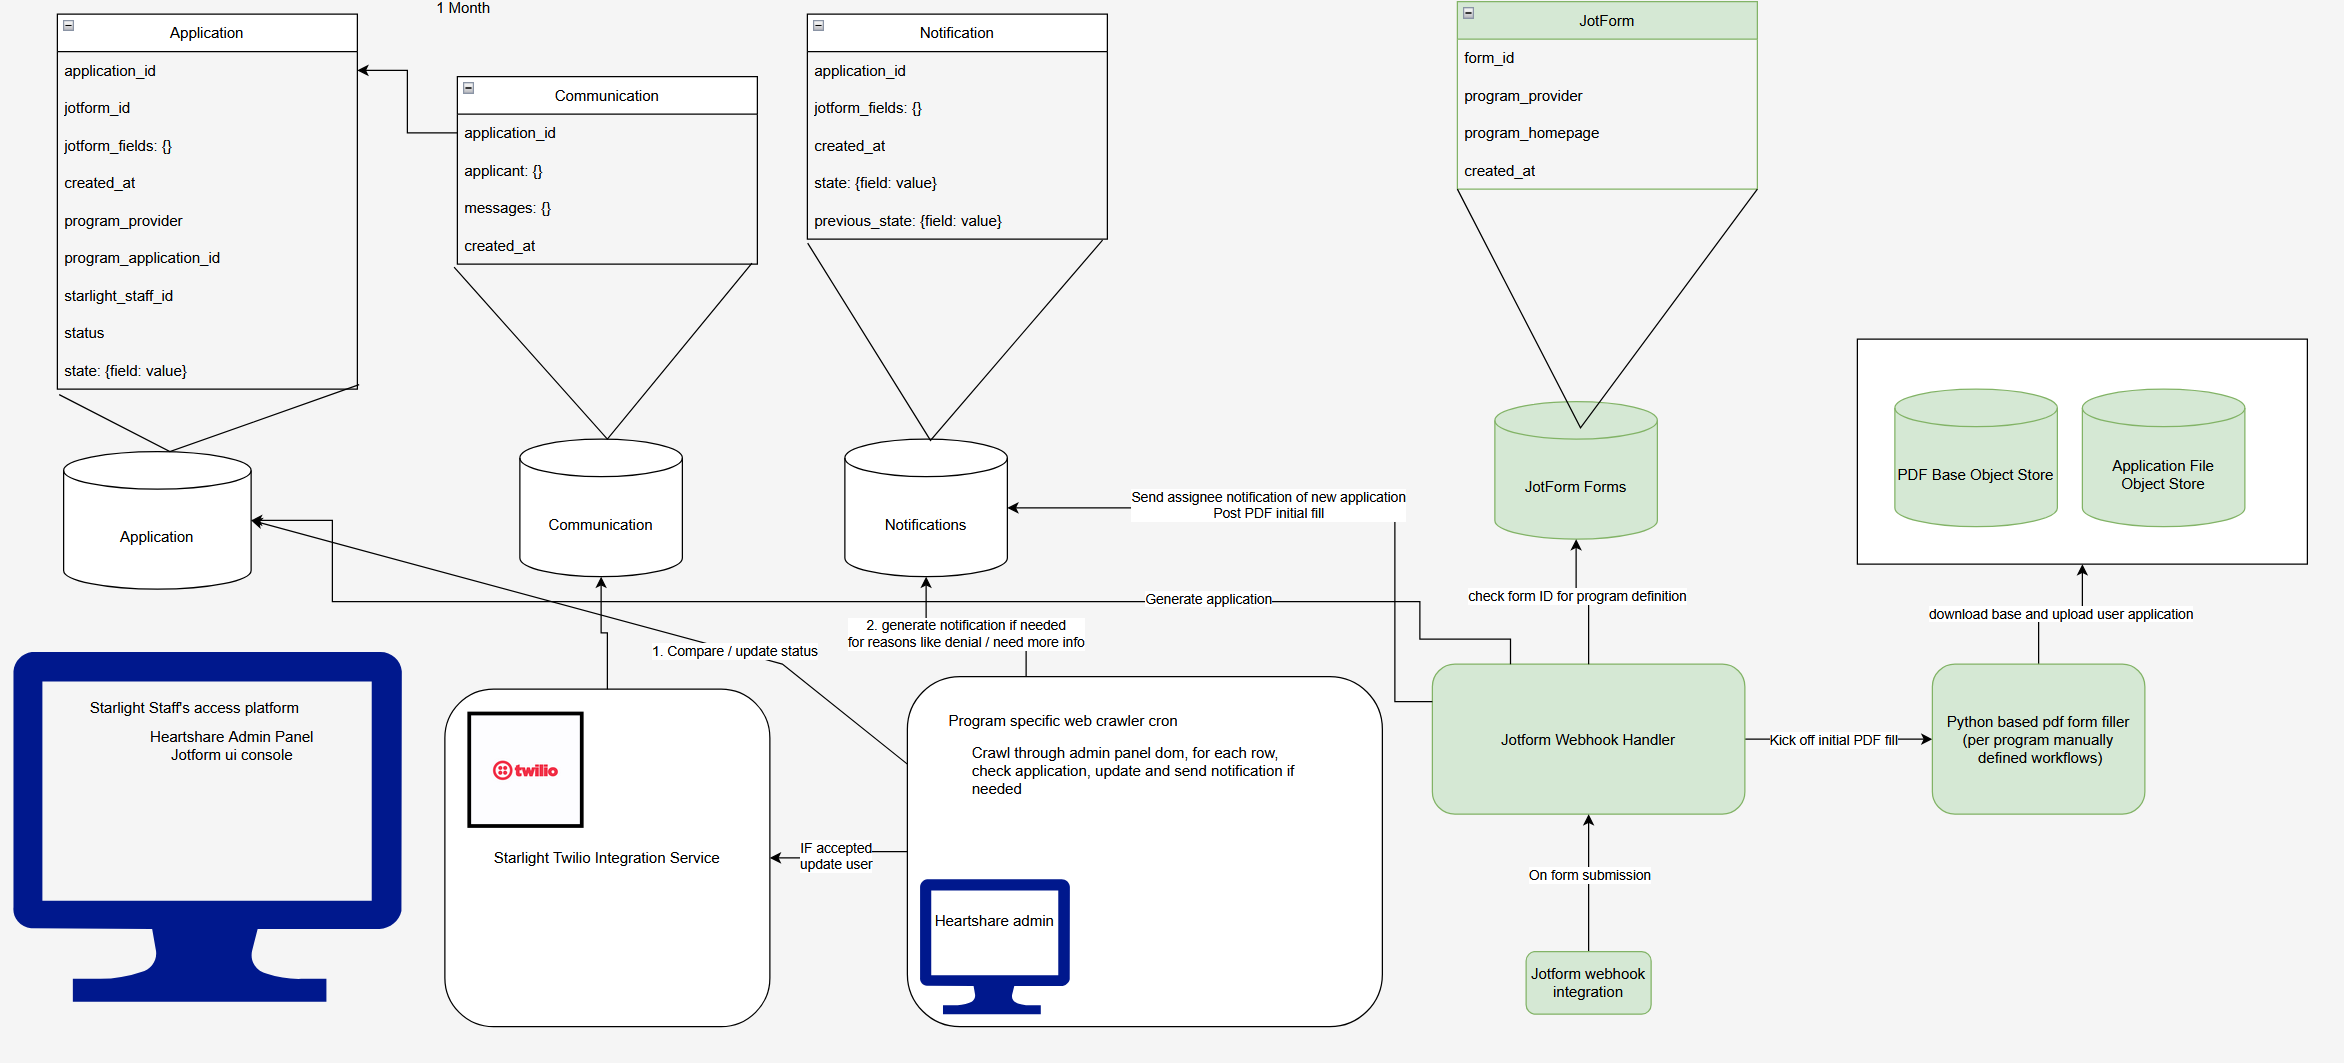 1 Month
Application
application_id
jotform_id
jotform_fields: {}
created_at
program_provider
program_application_id
starlight_staff_id
status
state: {field: value}
Communication
application_id
applicant: {}
messages: {}
created_at
Notification
application_id
jotform_fields: {}
created_at
state: {field: value}
previous_state: {field: value}
JotForm
form_id
program_provider
program_homepage
created_at
Application
Communication
Notifications
JotForm Forms
PDF Base Object Store
Application File
Object Store
Send assignee notification of new application
Post PDF initial fill
Generate application
check form ID for program definition
download base and upload user application
2. generate notification if needed
for reasons like denial / need more info
1. Compare / update status
Starlight Staff's access platform
Heartshare Admin Panel
Jotform ui console
twilio
Starlight Twilio Integration Service
IF accepted
update user
Program specific web crawler cron
Crawl through admin panel dom, for each row,
check application, update and send notification if
needed
Heartshare admin
Jotform Webhook Handler
Kick off initial PDF fill
Python based pdf form filler
(per program manually
defined workflows)
On form submission
Jotform webhook
integration